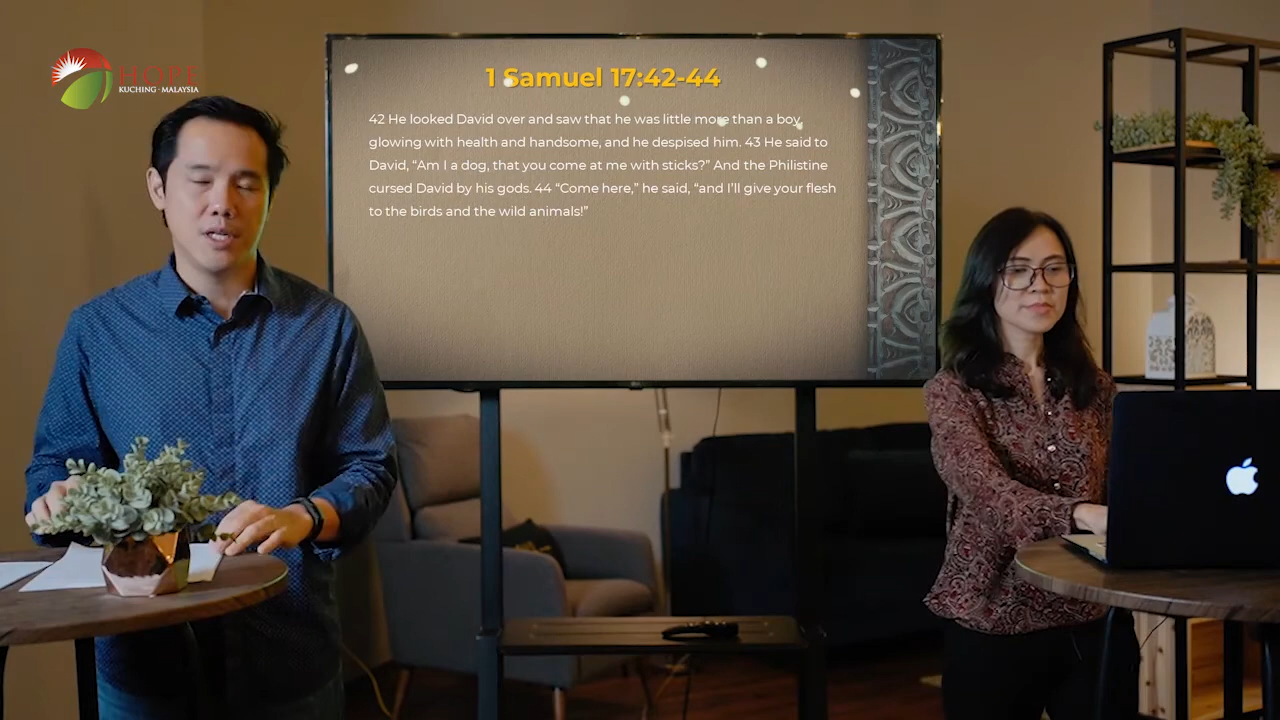 HOPE
KUCHING · MALAYSIA
1 Samuel 17:42-44
42 He looked David over and saw that he was little more than a boy,
glowing with health and handsome, and he despised him. 43 He said to
David, “Am I a dog, that you come at me with sticks?” And the Philistine
cursed David by his gods. 44 “Come here,” he said, “and I’ll give your flesh
to the birds and the wild animals!”